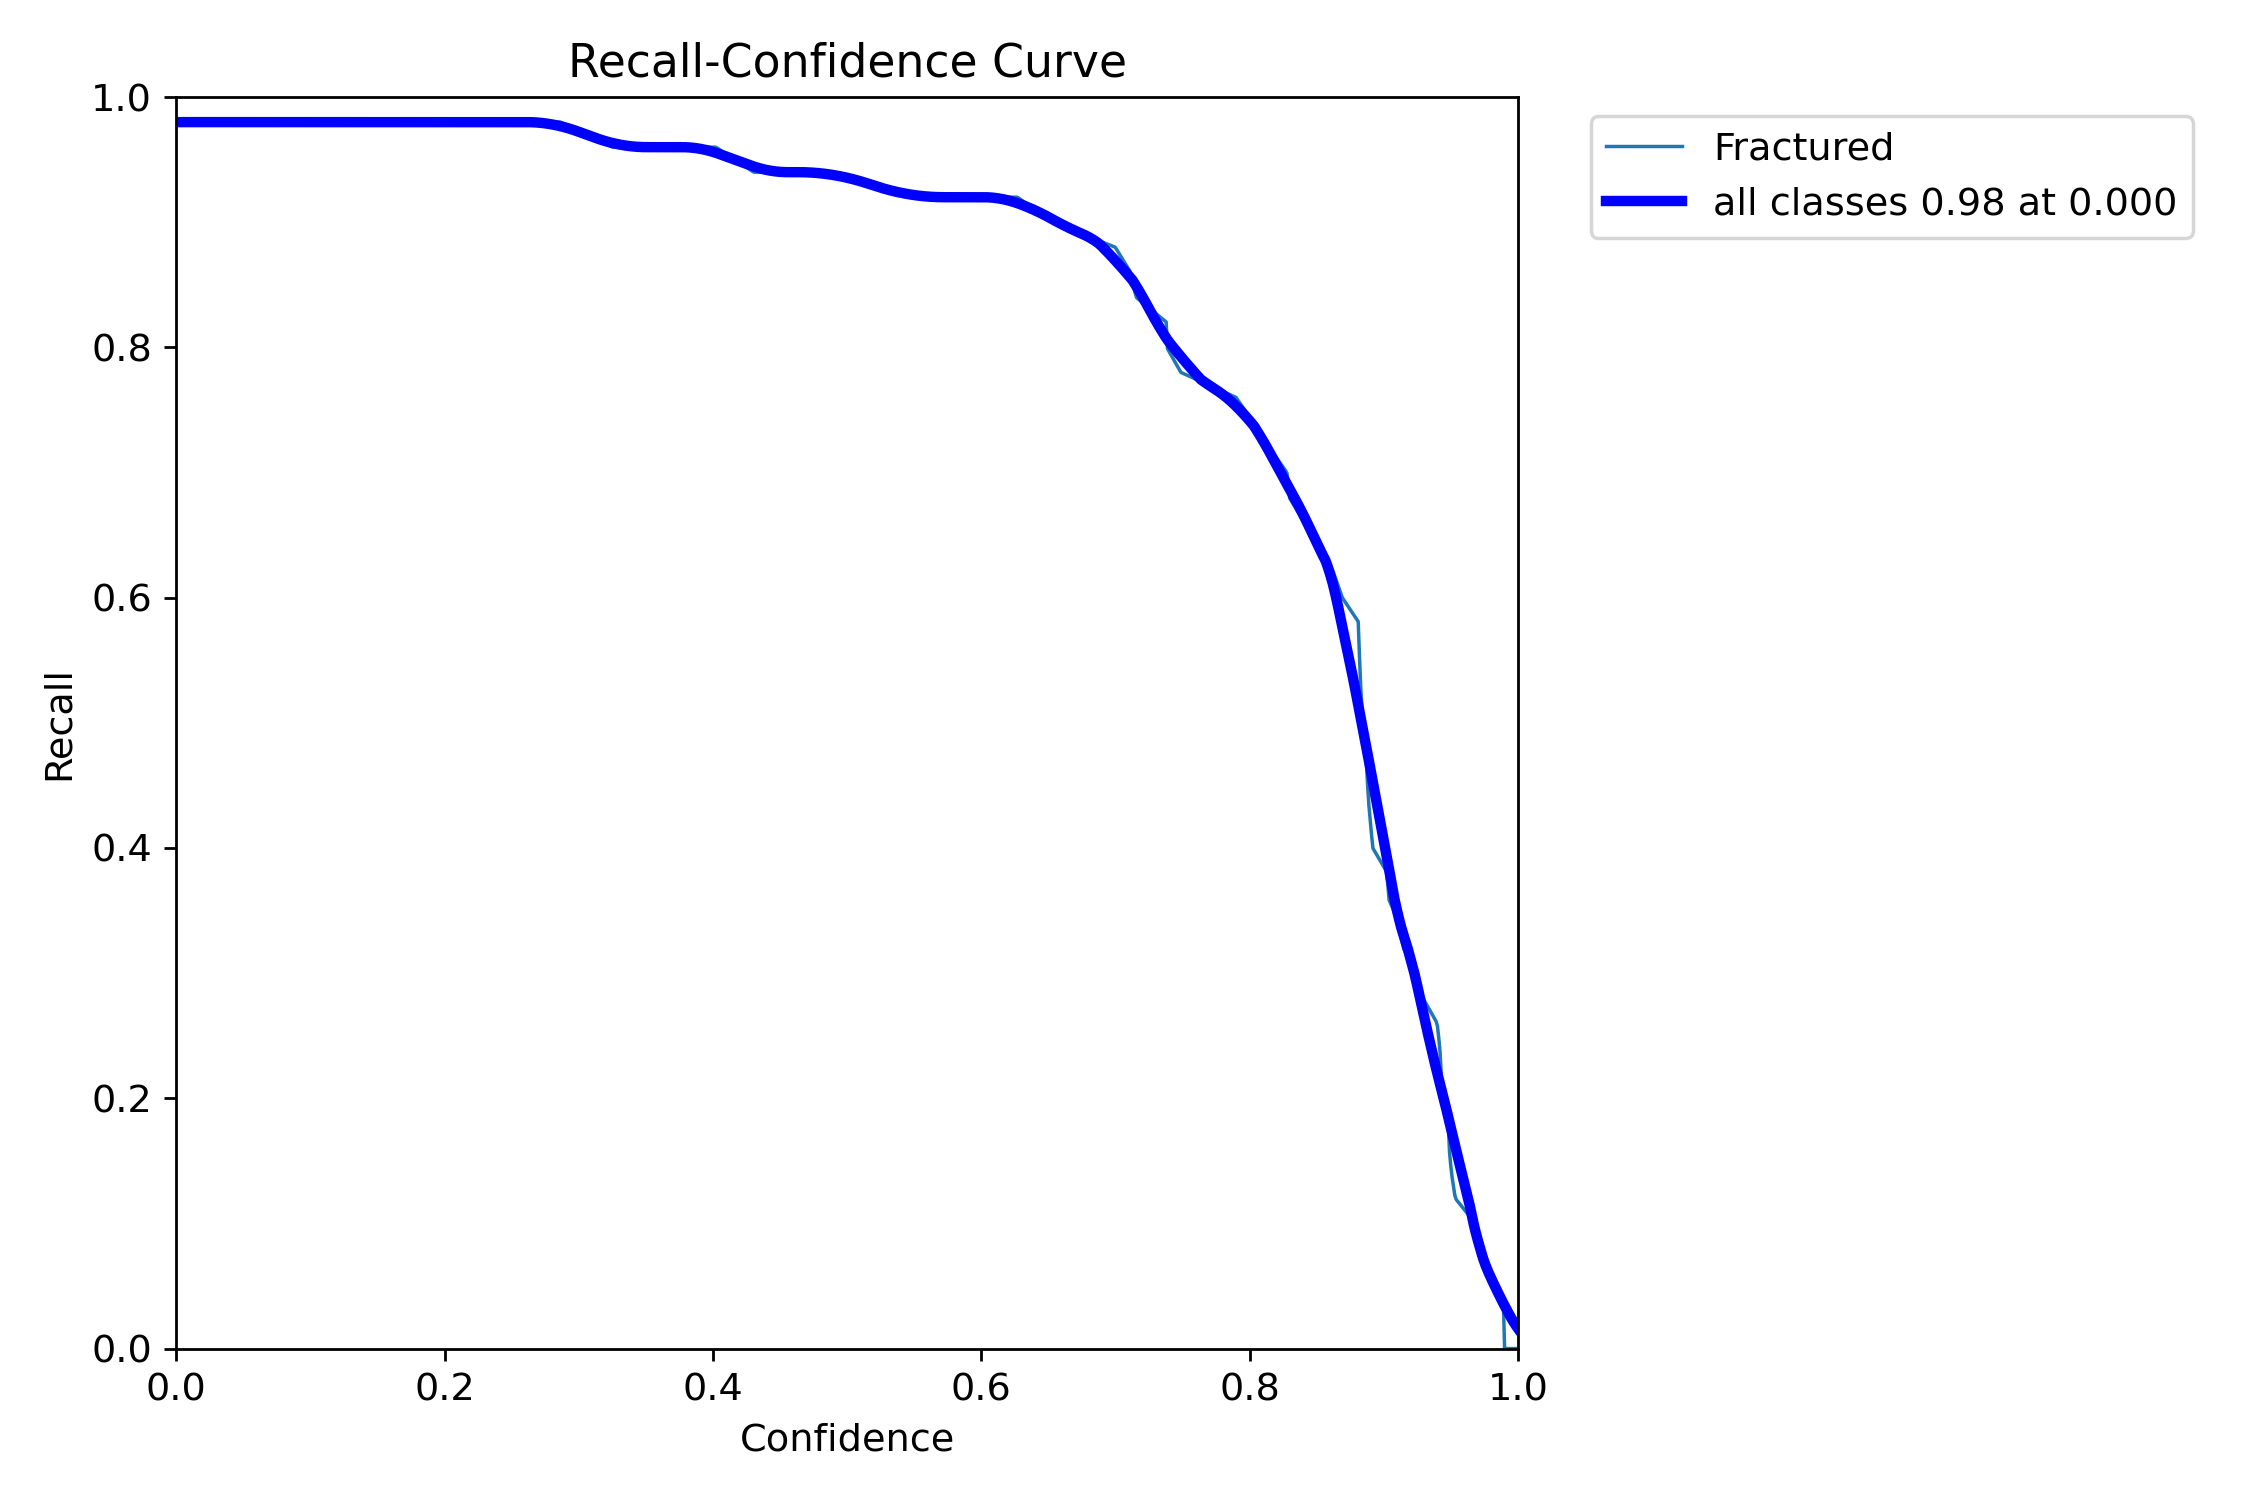 Recall-Confidence Curve
1.0
0.8
0.6
0.4
0.2
0.0
Recall
0.0 0.2 0.4 0.6 0.8 1.0
Confidence
Fractured
all classes 0.98 at 0.000